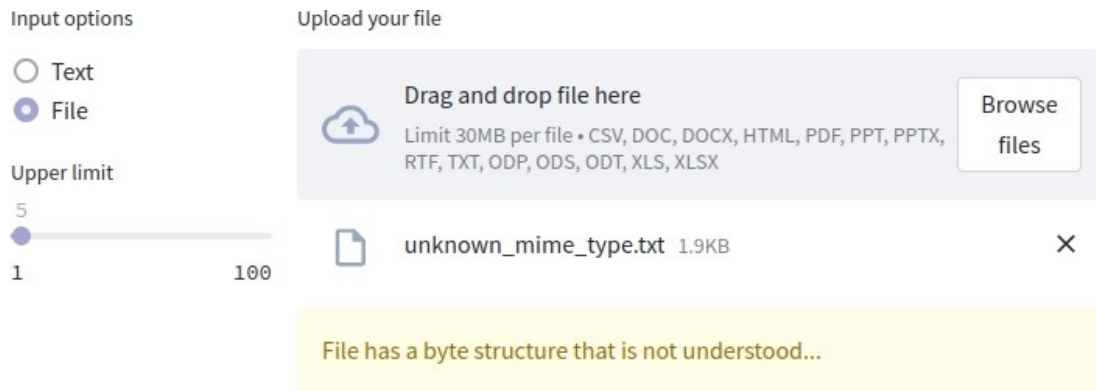 Input options
Text
File
Upper limit
5
1 100
Upload your file
Drag and drop file here
Limit 30MB per file • CSV, DOC, DOCX, HTML, PDF, PPT, PPTX,
RTF, TXT, ODP, ODS, ODT, XLS, XLSX
Browse
files
unknown_mime_type.txt 1.9KB
File has a byte structure that is not understood...